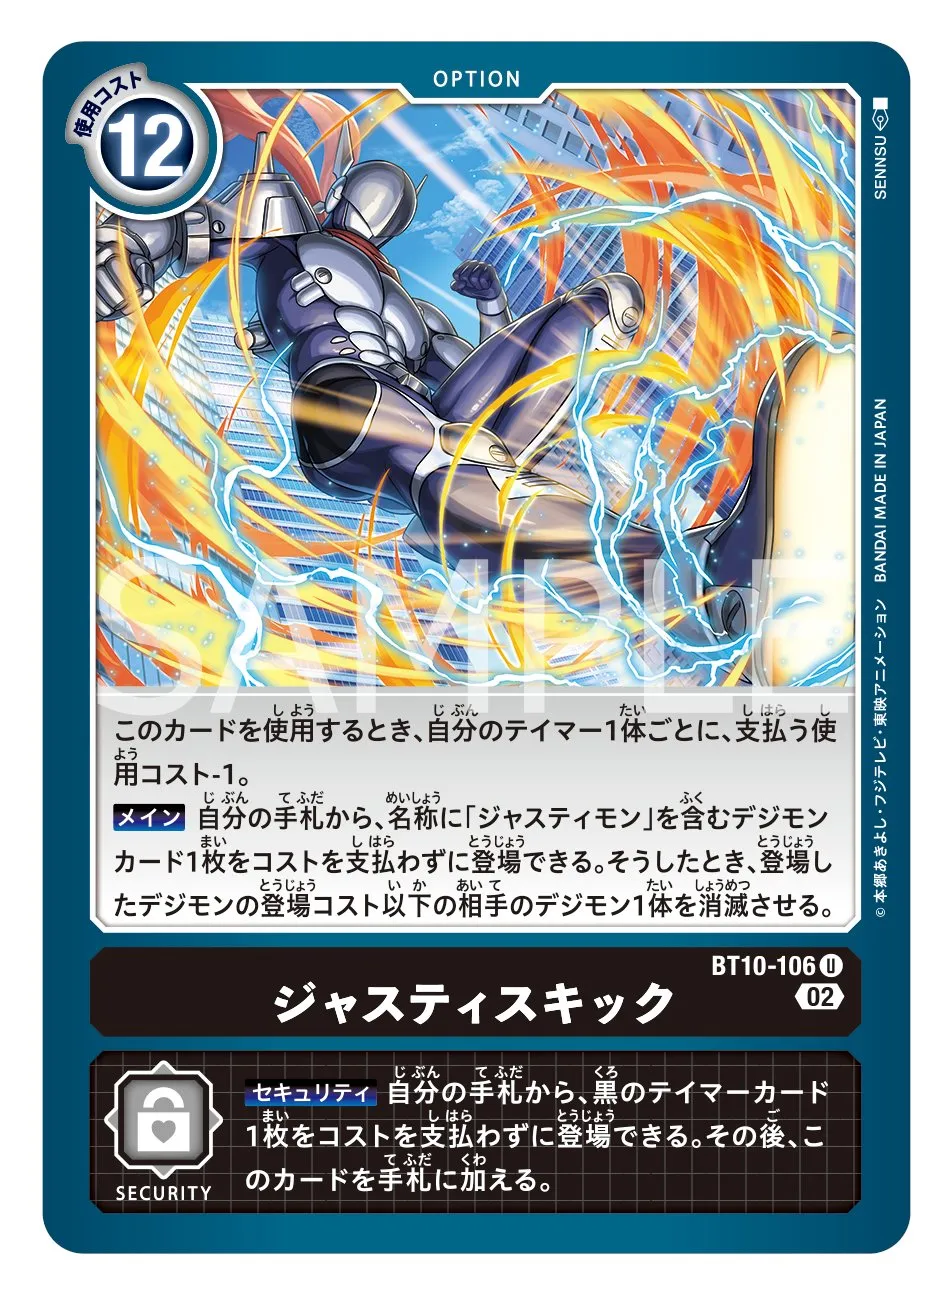 OPTION
使用コスト
12
SENNSU
SAMPLE
このカードを使用するとき、自分のテイマー1体ごとに、支払う使
用コスト-1。
メイン 自分の手札から、名称に「ジャスティモン」を含むデジモン
カード1枚をコストを支払わずに登場できる。そうしたとき、登場し
たデジモンの登場コスト以下の相手のデジモン1体を消滅させる。
©本郷あきよし・フジテレビ・東映アニメーション BANDAI MADE IN JAPAN
BT10-106 U
ジャスティスキック
02
セキュリティ 自分の手札から、黒のテイマーカード
1枚をコストを支払わずに登場できる。その後、こ
のカードを手札に加える。
SECURITY